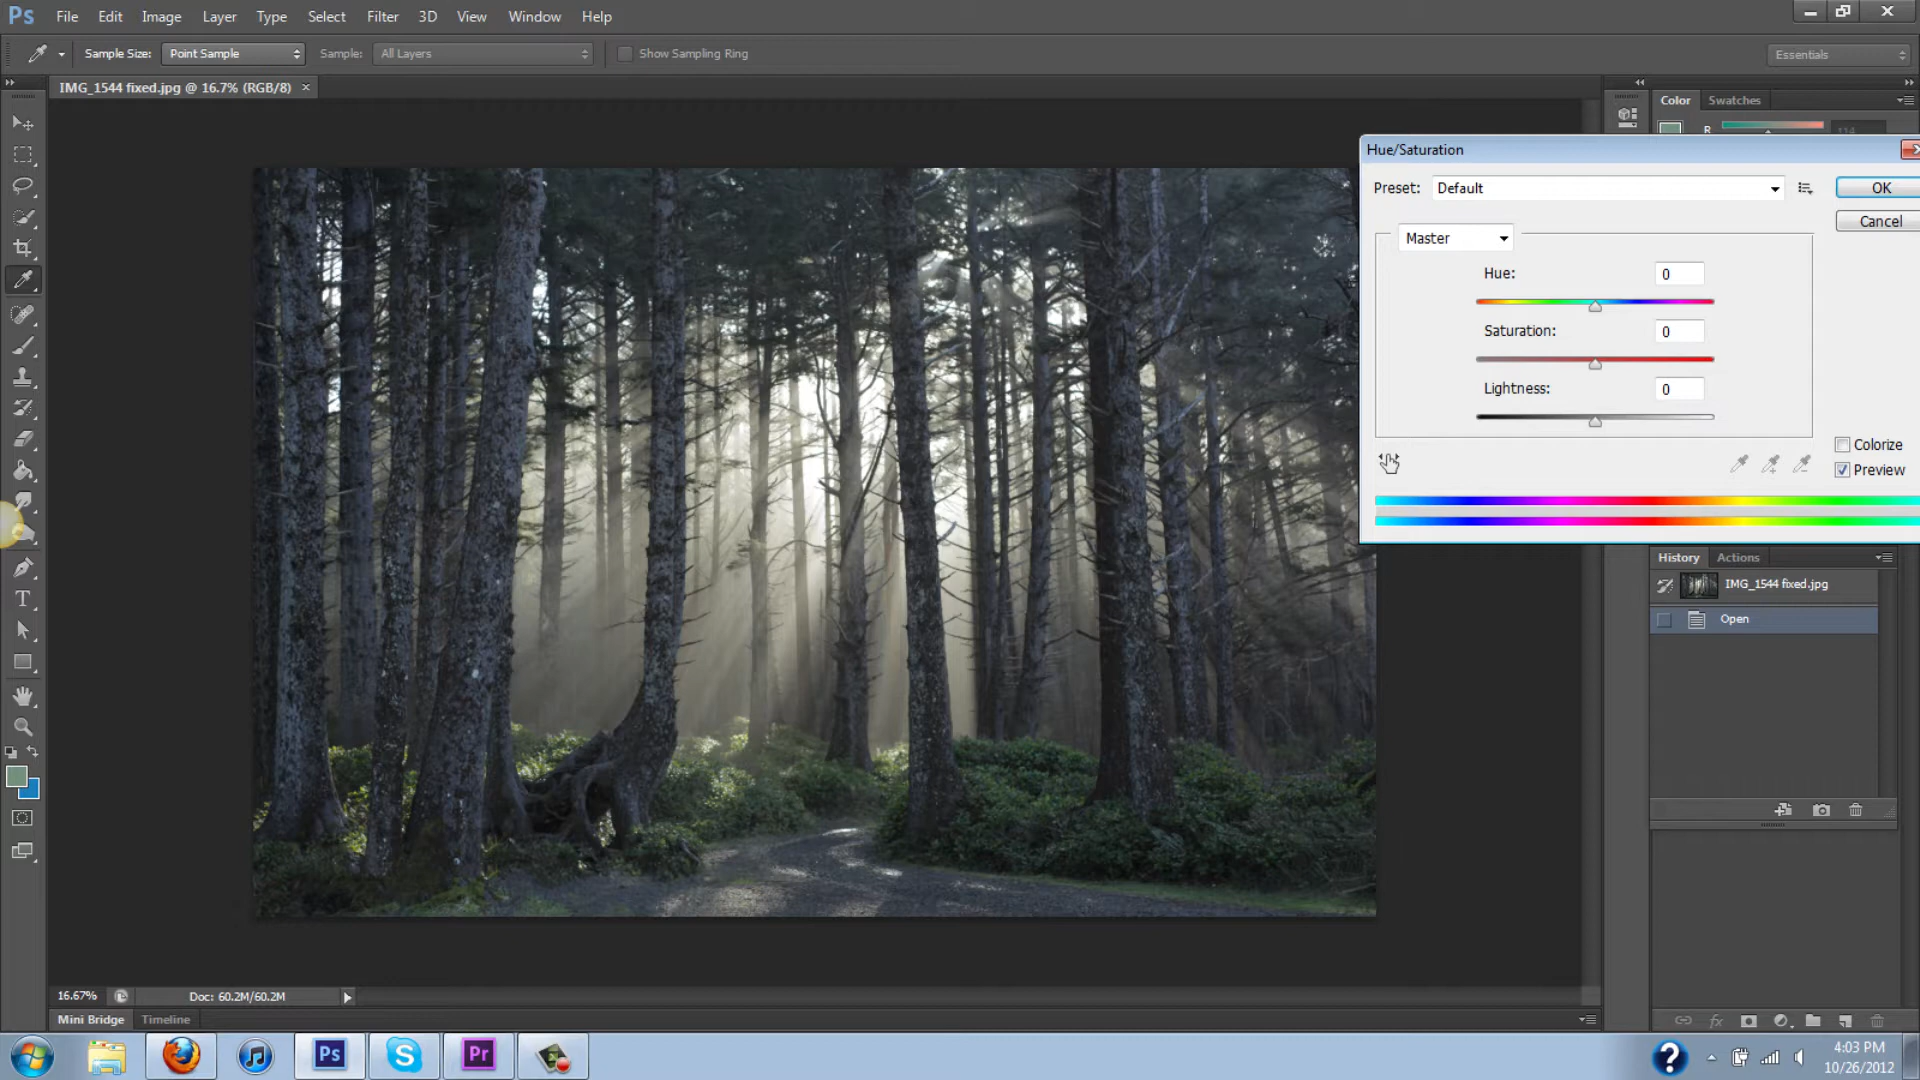 Ps File Edit Image Layer Type Select Filter 3D View Window Help
Sample Size: Point Sample Sample: All Layers Show Sampling Ring Essentials
IMG_1544 fixed.jpg @ 16.7% (RGB/8) ×
Color Swatches
R 114
Hue/Saturation
Preset: Default OK
Cancel
Master
Hue: 0
Saturation: 0
Lightness: 0
Colorize
Preview
History Actions
IMG_1544 fixed.jpg
Open
T
16.67% Doc: 60.2M/60.2M
Mini Bridge Timeline
fx
Ps S Pr ?
4:03 PM
10/26/2012